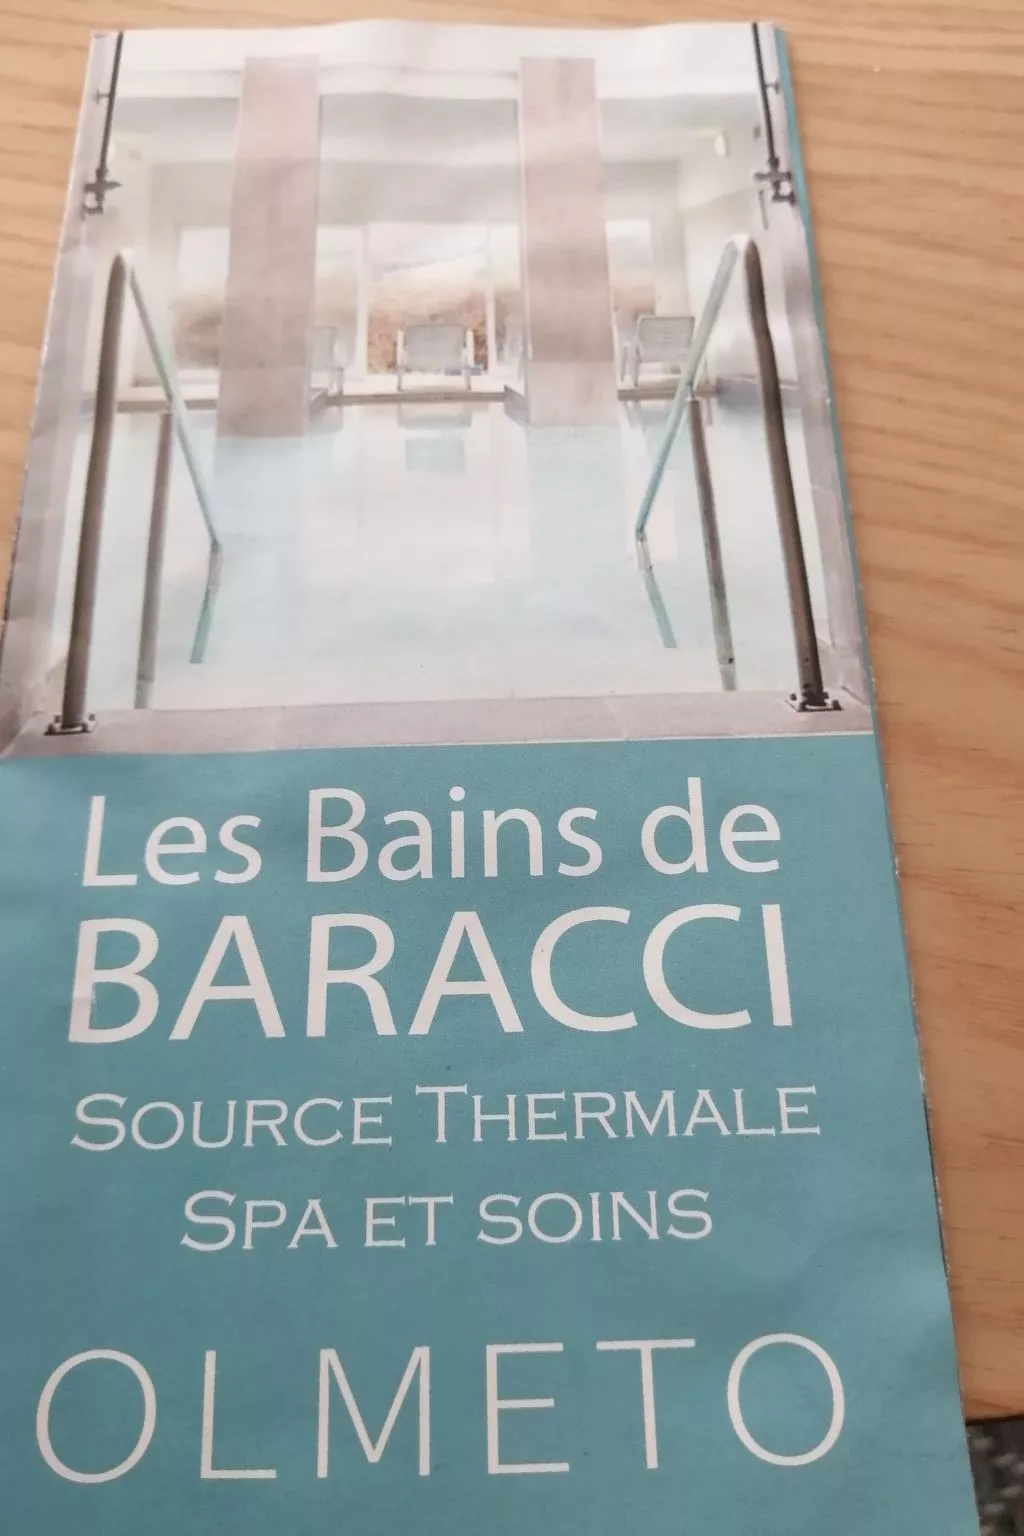 Les Bains de
BARACCI
SOURCE THERMALE
SPA ET SOINS
OLMETO